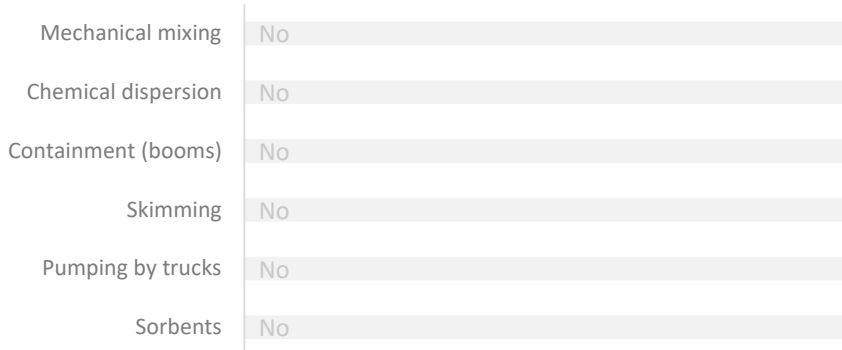 Mechanical mixing No
Chemical dispersion No
Containment (booms) No
Skimming No
Pumping by trucks No
Sorbents No